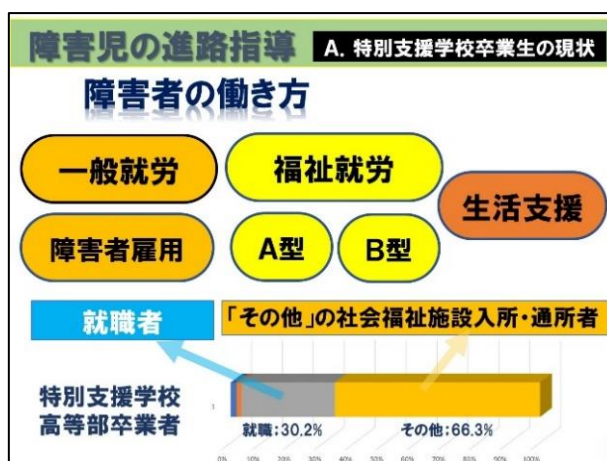 障害児の進路指導 A. 特別支援学校卒業生の現状
障害者の働き方
一般就労 福祉就労
生活支援
障害者雇用 A型 B型
就職者 「その他」の社会福祉施設入所・通所者
特別支援学校
高等部卒業者
1
就職:30.2% その他:66.3%
0% 10% 20% 30% 40% 50% 60% 70% 80% 90% 100%